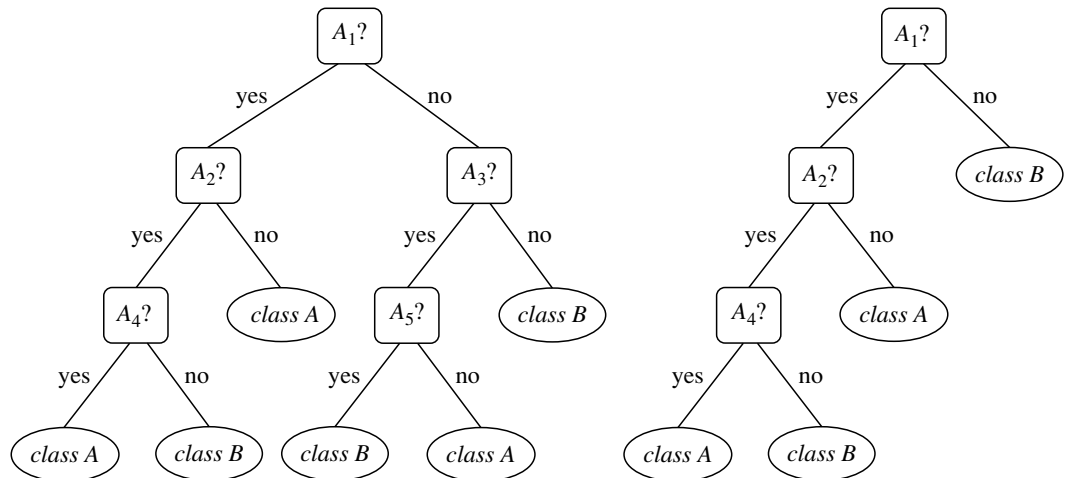 A₁?
A₁?
yes
no
yes
no
A₂?
A₃?
A₂?
class B
yes
no
yes
no
yes
no
A₄?
class A
A₅?
class B
A₄?
class A
yes
no
yes
no
yes
no
class A
class B
class B
class A
class A
class B